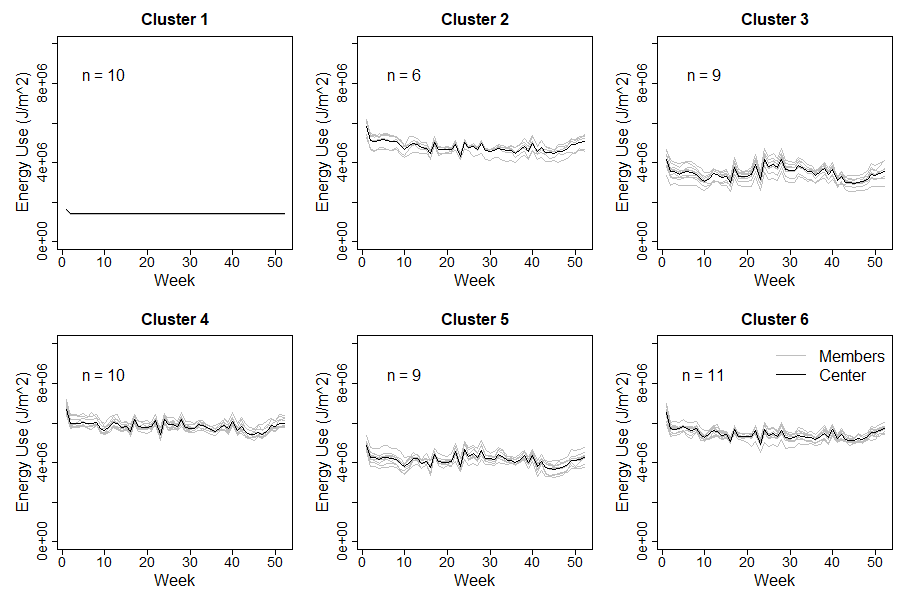 Cluster 1
n = 10
Energy Use (J/m^2)
0e+00 4e+06 8e+06
0 10 20 30 40 50
Week
Cluster 2
n = 6
Energy Use (J/m^2)
0e+00 4e+06 8e+06
0 10 20 30 40 50
Week
Cluster 3
n = 9
Energy Use (J/m^2)
0e+00 4e+06 8e+06
0 10 20 30 40 50
Week
Cluster 4
n = 10
Energy Use (J/m^2)
0e+00 4e+06 8e+06
0 10 20 30 40 50
Week
Cluster 5
n = 9
Energy Use (J/m^2)
0e+00 4e+06 8e+06
0 10 20 30 40 50
Week
Cluster 6
n = 11
Members
Center
Energy Use (J/m^2)
0e+00 4e+06 8e+06
0 10 20 30 40 50
Week